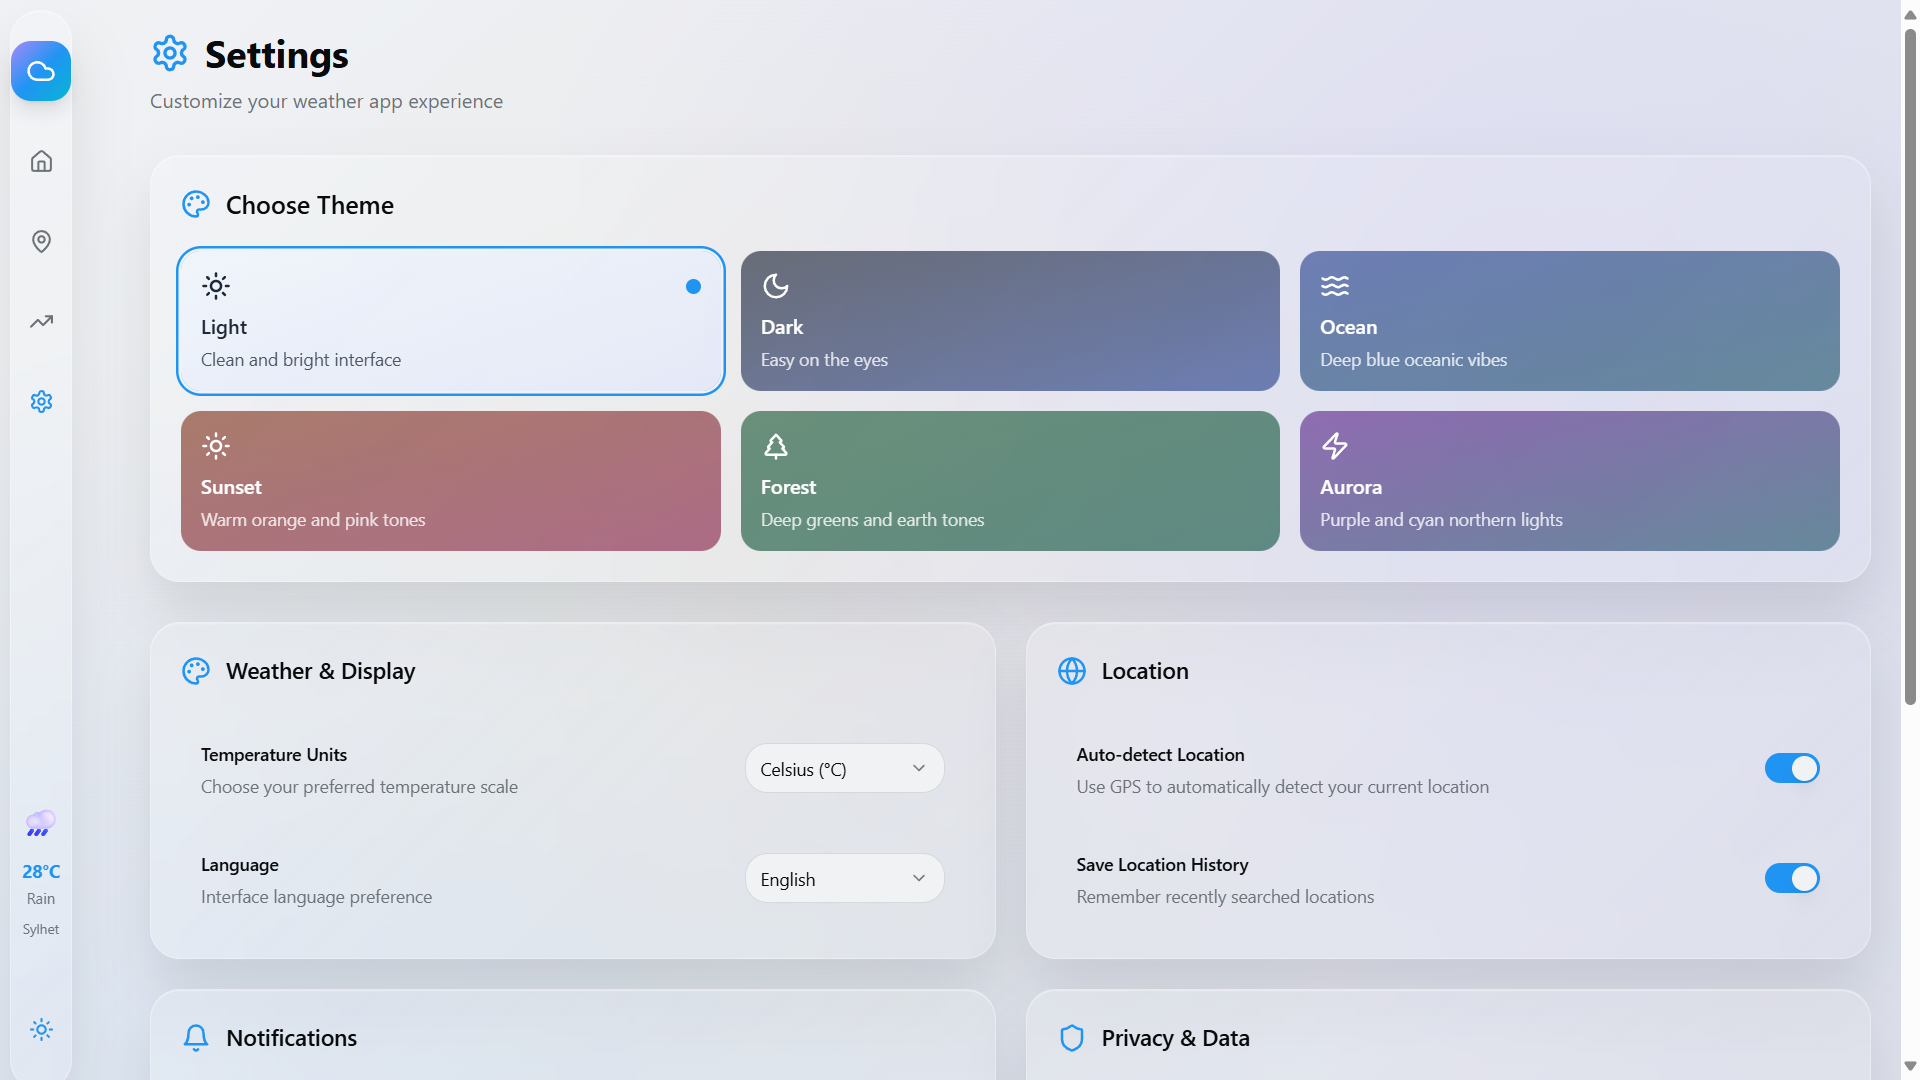 Settings
Customize your weather app experience
Choose Theme
Light
Clean and bright interface
Dark
Easy on the eyes
Ocean
Deep blue oceanic vibes
Sunset
Warm orange and pink tones
Forest
Deep greens and earth tones
Aurora
Purple and cyan northern lights
Weather & Display
Temperature Units
Choose your preferred temperature scale
Celsius (°C)
Language
Interface language preference
English
Location
Auto-detect Location
Use GPS to automatically detect your current location
Save Location History
Remember recently searched locations
28°C
Rain
Sylhet
Notifications
Privacy & Data